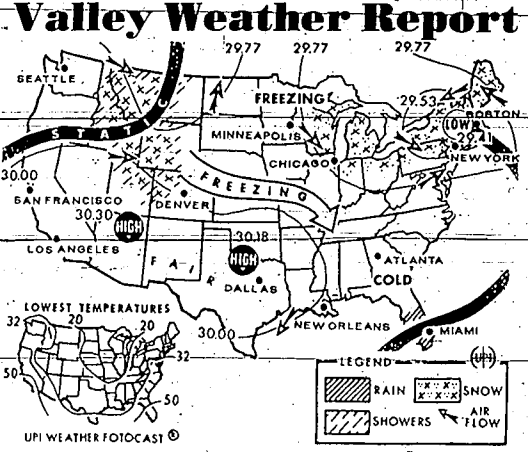 Valley Weather Report
29.77 29.77 29.77
SEATTLE
FREEZING
29.53
BOSTON
MINNEAPOLIS
LOW
29.41
CHICAGO
NEW YORK
30.00
FREEZING
SAN FRANCISCO
DENVER
30.30
HIGH
30.18
HIGH
LOS ANGELES
FAIR
ATLANTA
COLD
DALLAS
LOWEST TEMPERATURES
32 20 20
NEW ORLEANS
30.00
MIAMI
32
50
50
LEGEND
UPI
RAIN SNOW
SHOWERS AIR FLOW
UPI WEATHER FOTOCAST ©